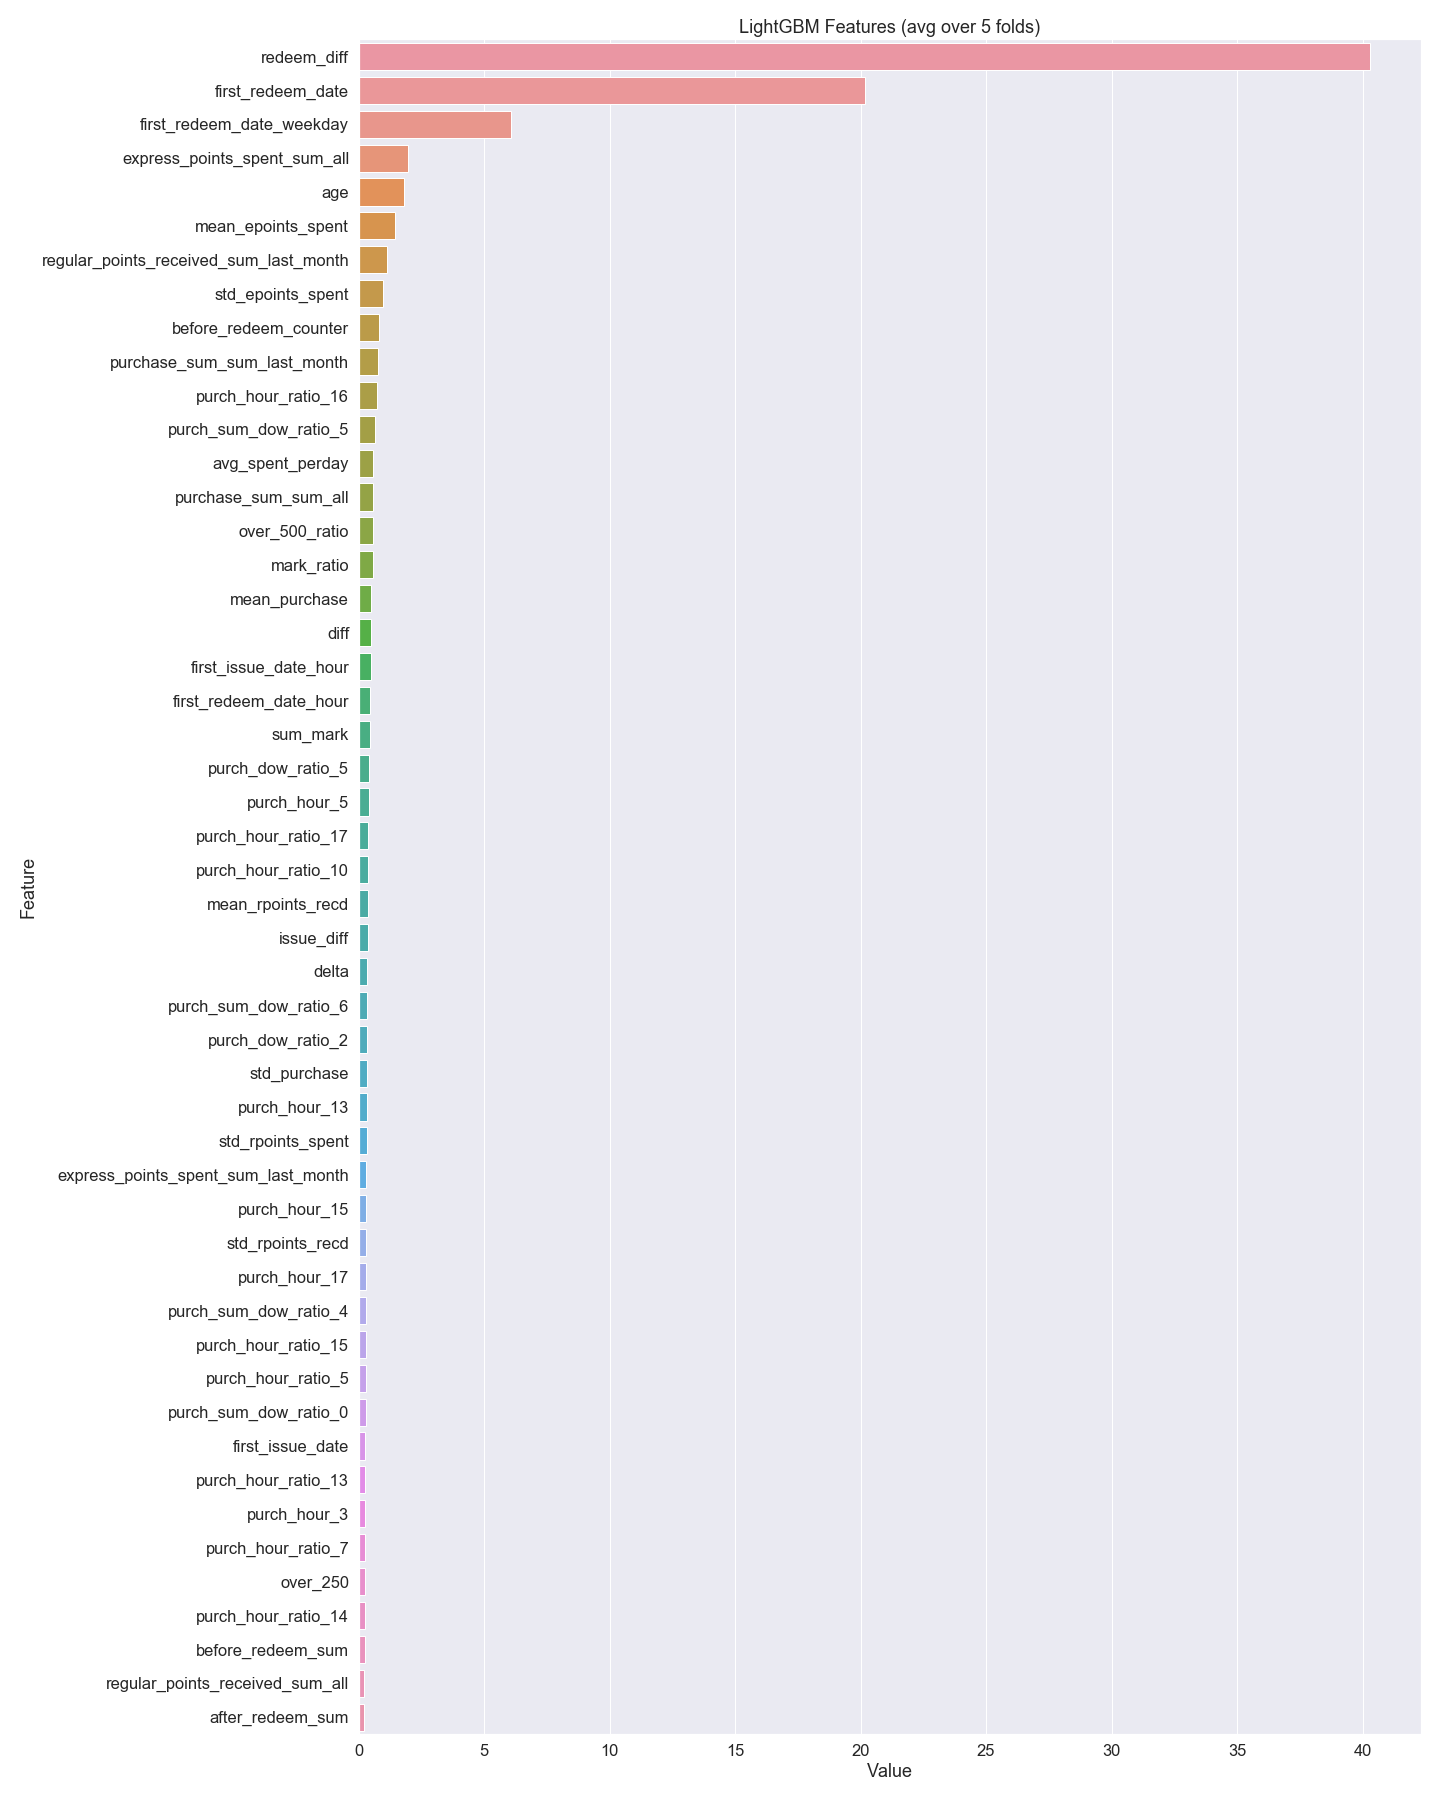 LightGBM Features (avg over 5 folds)
redeem_diff
first_redeem_date
first_redeem_date_weekday
express_points_spent_sum_all
age
mean_epoints_spent
regular_points_received_sum_last_month
std_epoints_spent
before_redeem_counter
purchase_sum_sum_last_month
purch_hour_ratio_16
purch_sum_dow_ratio_5
avg_spent_perday
purchase_sum_sum_all
over_500_ratio
mark_ratio
mean_purchase
diff
first_issue_date_hour
first_redeem_date_hour
sum_mark
purch_dow_ratio_5
purch_hour_5
purch_hour_ratio_17
purch_hour_ratio_10
mean_rpoints_recd
issue_diff
delta
purch_sum_dow_ratio_6
purch_dow_ratio_2
std_purchase
purch_hour_13
std_rpoints_spent
express_points_spent_sum_last_month
purch_hour_15
std_rpoints_recd
purch_hour_17
purch_sum_dow_ratio_4
purch_hour_ratio_15
purch_hour_ratio_5
purch_sum_dow_ratio_0
first_issue_date
purch_hour_ratio_13
purch_hour_3
purch_hour_ratio_7
over_250
purch_hour_ratio_14
before_redeem_sum
regular_points_received_sum_all
after_redeem_sum
Feature
0 5 10 15 20 25 30 35 40
Value